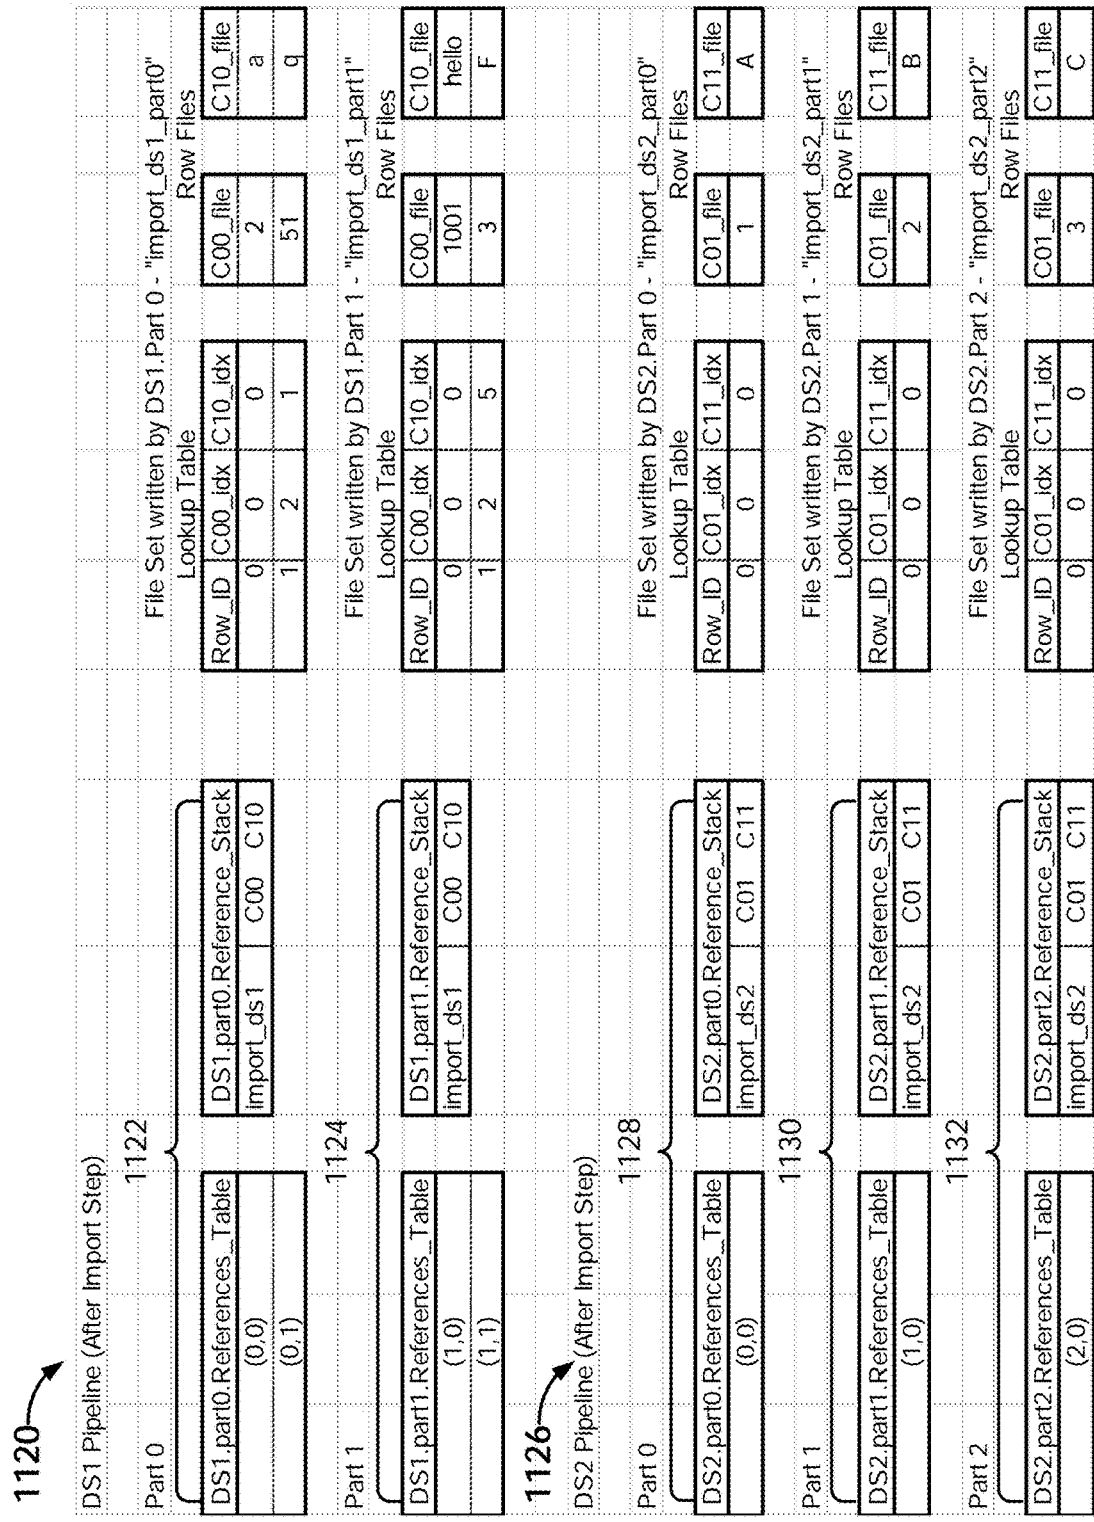 1120
DS1 Pipeline (After Import Step)
Part 0
1122
File Set written by DS1.Part 0 - "import_ds1_part0"
Lookup Table Row Files
DS1.part0.References_Table DS1.part0.Reference_Stack Row_ID C00_idx C10_idx C00_file C10_file
(0,0) import_ds1 C00 C10 0 0 0 2 a
(0,1) 1 2 1 51 q
Part 1
1124
File Set written by DS1.Part 1 - "import_ds1_part1"
Lookup Table Row Files
DS1.part1.References_Table DS1.part1.Reference_Stack Row_ID C00_idx C10_idx C00_file C10_file
(1,0) import_ds1 C00 C10 0 0 0 1001 hello
(1,1) 1 2 5 3 F
1126
DS2 Pipeline (After Import Step)
Part 0
1128
File Set written by DS2.Part 0 - "import_ds2_part0"
Lookup Table Row Files
DS2.part0.References_Table DS2.part0.Reference_Stack Row_ID C01_idx C11_idx C01_file C11_file
(0,0) import_ds2 C01 C11 0 0 0 1 A
Part 1
1130
File Set written by DS2.Part 1 - "import_ds2_part1"
Lookup Table Row Files
DS2.part1.References_Table DS2.part1.Reference_Stack Row_ID C01_idx C11_idx C01_file C11_file
(1,0) import_ds2 C01 C11 0 0 0 2 B
Part 2
1132
File Set written by DS2.Part 2 - "import_ds2_part2"
Lookup Table Row Files
DS2.part2.References_Table DS2.part2.Reference_Stack Row_ID C01_idx C11_idx C01_file C11_file
(2,0) import_ds2 C01 C11 0 0 0 3 C